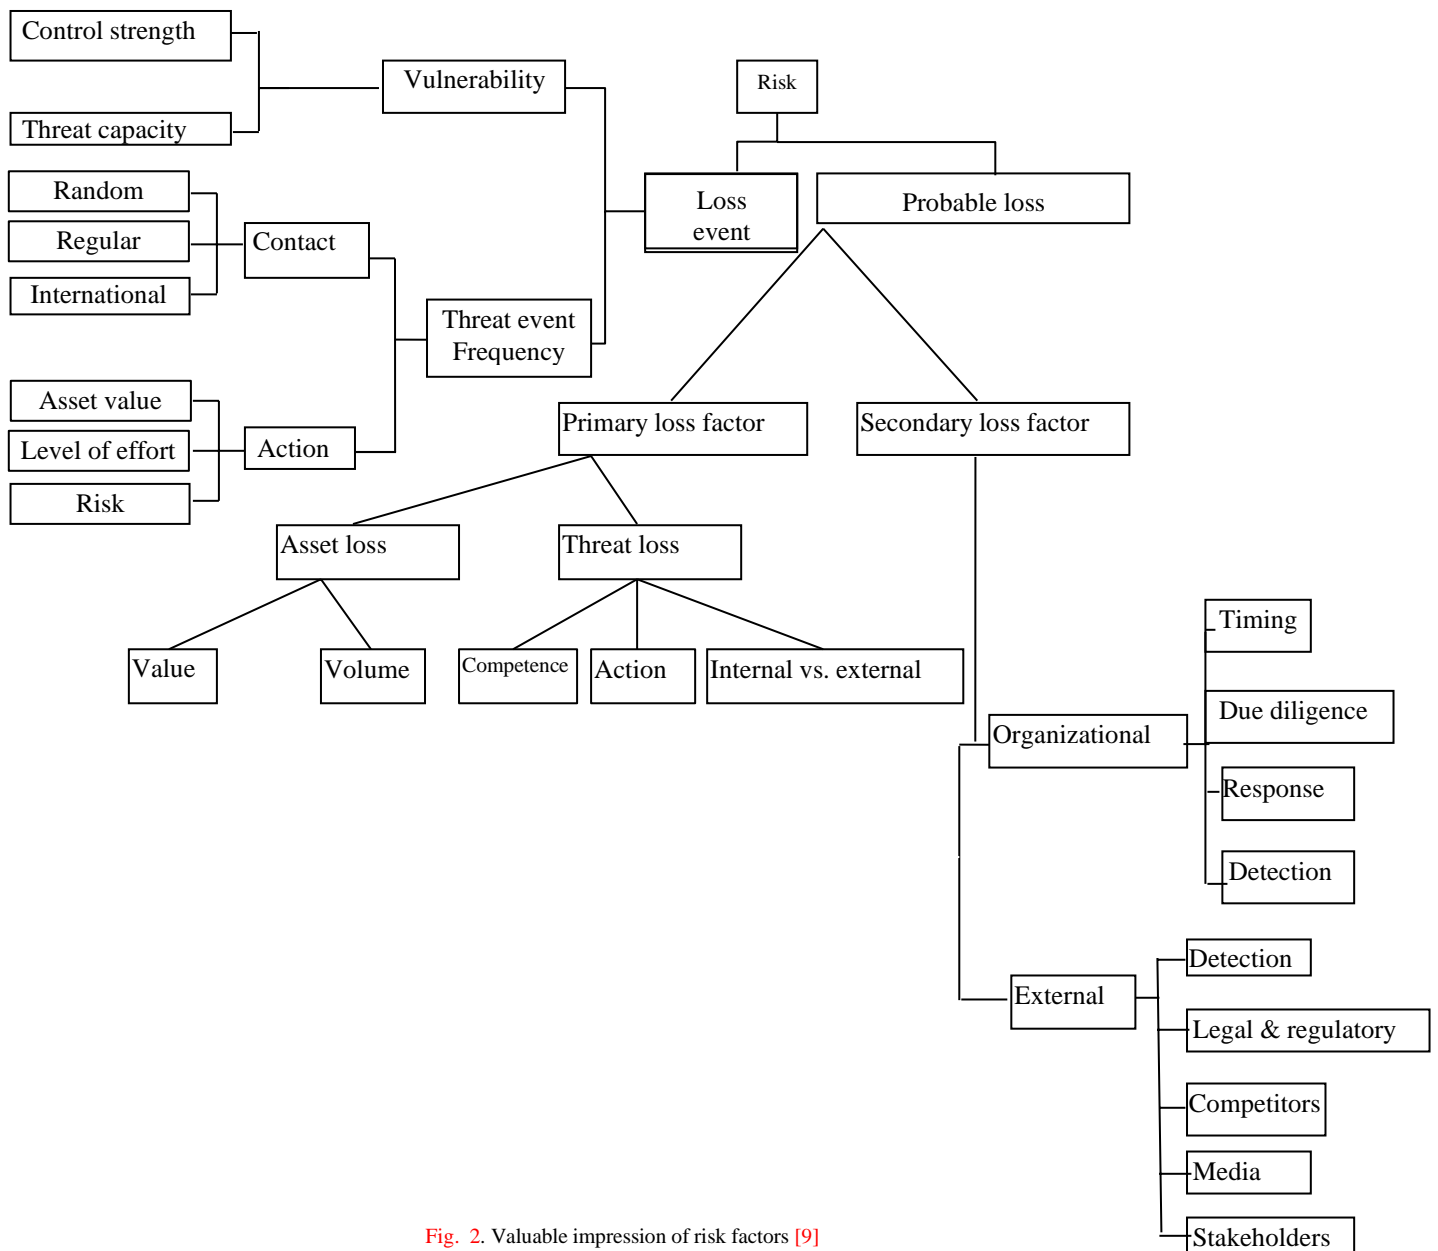 Control strength
Vulnerability
Risk
Threat capacity
Random
Regular
International
Contact
Loss
event
Probable loss
Threat event
Frequency
Asset value
Level of effort
Risk
Action
Primary loss factor
Secondary loss factor
Asset loss
Threat loss
Value
Volume
Competence
Action
Internal vs. external
Organizational
Timing
Due diligence
Response
Detection
External
Detection
Legal & regulatory
Competitors
Media
Stakeholders
Fig. 2. Valuable impression of risk factors [9]